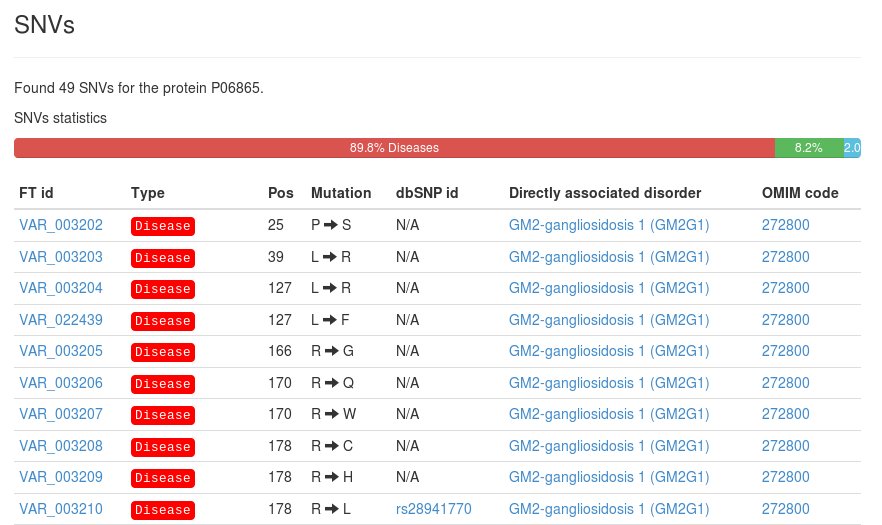 SNVs
Found 49 SNVs for the protein P06865.
SNVs statistics
89.8% Diseases 8.2% 2.0
FT id Type Pos Mutation dbSNP id Directly associated disorder OMIM code
VAR_003202 Disease 25 P ➔ S N/A GM2-gangliosidosis 1 (GM2G1) 272800
VAR_003203 Disease 39 L ➔ R N/A GM2-gangliosidosis 1 (GM2G1) 272800
VAR_003204 Disease 127 L ➔ R N/A GM2-gangliosidosis 1 (GM2G1) 272800
VAR_022439 Disease 127 L ➔ F N/A GM2-gangliosidosis 1 (GM2G1) 272800
VAR_003205 Disease 166 R ➔ G N/A GM2-gangliosidosis 1 (GM2G1) 272800
VAR_003206 Disease 170 R ➔ Q N/A GM2-gangliosidosis 1 (GM2G1) 272800
VAR_003207 Disease 170 R ➔ W N/A GM2-gangliosidosis 1 (GM2G1) 272800
VAR_003208 Disease 178 R ➔ C N/A GM2-gangliosidosis 1 (GM2G1) 272800
VAR_003209 Disease 178 R ➔ H N/A GM2-gangliosidosis 1 (GM2G1) 272800
VAR_003210 Disease 178 R ➔ L rs28941770 GM2-gangliosidosis 1 (GM2G1) 272800